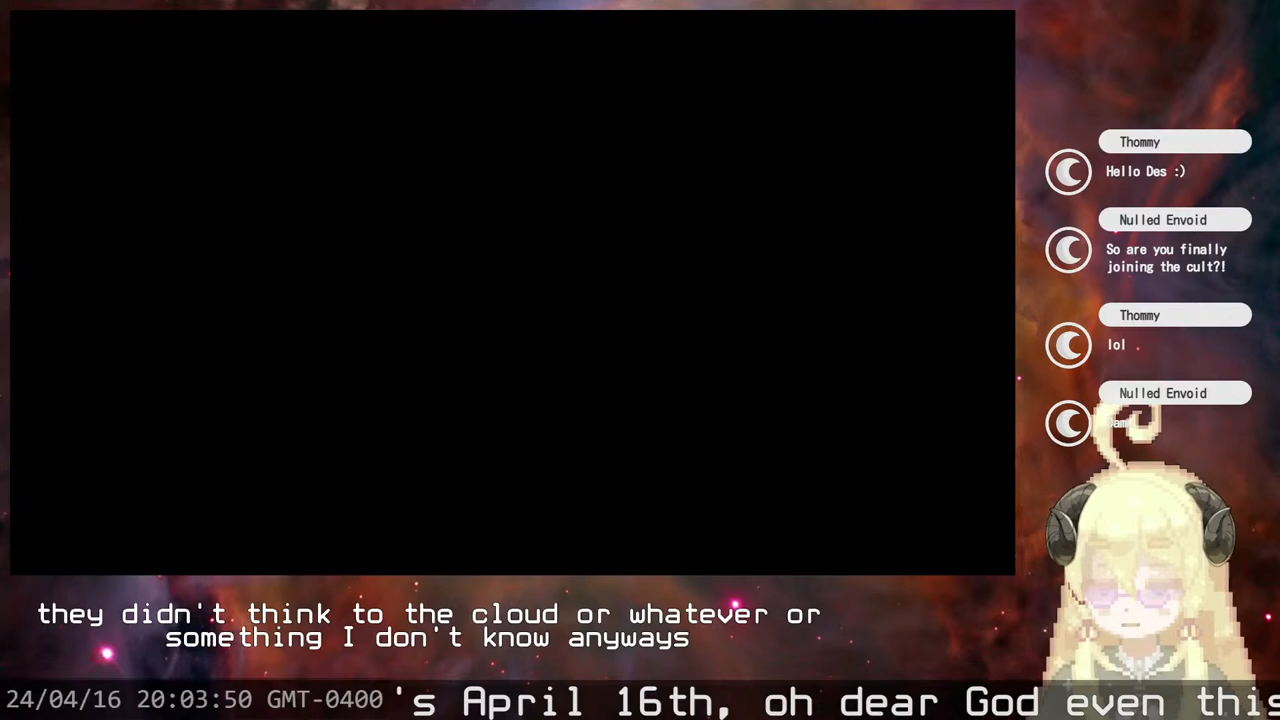 Thommy
Hello Des :)
Nulled Envoid
So are you finally
joining the cult?!
Thommy
lol
Nulled Envoid
they didn't think to the cloud or whatever or
something I don't know anyways
24/04/16 20:03:50 GMT-0400
's April 16th, oh dear God even this